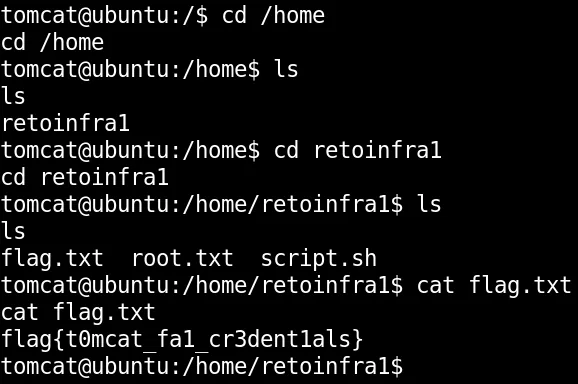 tomcat@ubuntu:/$ cd /home
cd /home
tomcat@ubuntu:/home$ ls
ls
retoinfra1
tomcat@ubuntu:/home$ cd retoinfra1
cd retoinfra1
tomcat@ubuntu:/home/retoinfra1$ ls
ls
flag.txt  root.txt  script.sh
tomcat@ubuntu:/home/retoinfra1$ cat flag.txt
cat flag.txt
flag{t0mcat_fa1_cr3dent1als}
tomcat@ubuntu:/home/retoinfra1$